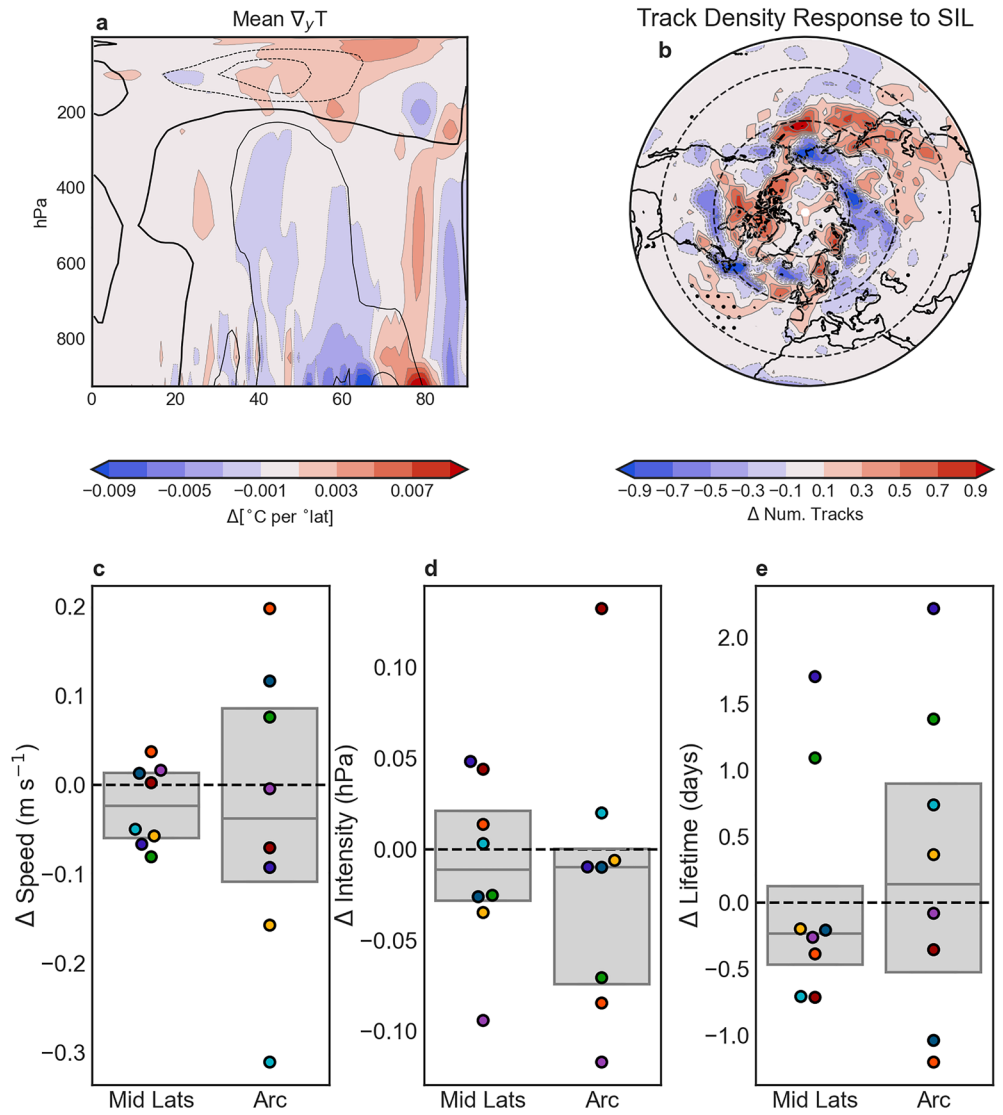 a
Mean ∇yT
hPa
200
400
600
800
0 20 40 60 80
−0.009 −0.005 −0.001 0.003 0.007
Δ[°C per °lat]
Track Density Response to SIL
b
−0.9 −0.7 −0.5 −0.3 −0.1 0.1 0.3 0.5 0.7 0.9
Δ Num. Tracks
c
Δ Speed (m s−1)
0.2
0.1
0.0
−0.1
−0.2
−0.3
Mid Lats Arc
d
Δ Intensity (hPa)
0.10
0.05
0.00
−0.05
−0.10
Mid Lats Arc
e
Δ Lifetime (days)
2.0
1.5
1.0
0.5
0.0
−0.5
−1.0
Mid Lats Arc